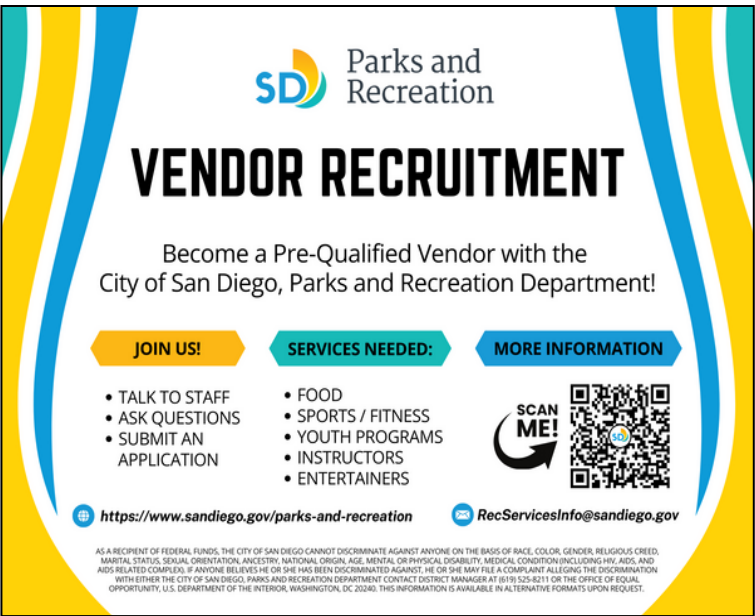 SD Parks and
Recreation
VENDOR RECRUITMENT
Become a Pre-Qualified Vendor with the
City of San Diego, Parks and Recreation Department!
JOIN US!
• TALK TO STAFF
• ASK QUESTIONS
• SUBMIT AN
APPLICATION
SERVICES NEEDED:
• FOOD
• SPORTS / FITNESS
• YOUTH PROGRAMS
• INSTRUCTORS
• ENTERTAINERS
MORE INFORMATION
SCAN
ME!
SD
https://www.sandiego.gov/parks-and-recreation
RecServicesInfo@sandiego.gov
AS A RECIPIENT OF FEDERAL FUNDS, THE CITY OF SAN DIEGO CANNOT DISCRIMINATE AGAINST ANYONE ON THE BASIS OF RACE, COLOR, GENDER, RELIGIOUS CREED,
MARITAL STATUS, SEXUAL ORIENTATION, ANCESTRY, NATIONAL ORIGIN, AGE, MENTAL OR PHYSICAL DISABILITY, MEDICAL CONDITION (INCLUDING HIV, AIDS, AND
AIDS RELATED COMPLEX). IF ANYONE BELIEVES HE OR SHE HAS BEEN DISCRIMINATED AGAINST, HE OR SHE MAY FILE A COMPLAINT ALLEGING THE DISCRIMINATION
WITH EITHER THE CITY OF SAN DIEGO, PARKS AND RECREATION DEPARTMENT CONTACT DISTRICT MANAGER AT (619) 525-8211 OR THE OFFICE OF EQUAL
OPPORTUNITY, U.S. DEPARTMENT OF THE INTERIOR, WASHINGTON, DC 20240. THIS INFORMATION IS AVAILABLE IN ALTERNATIVE FORMATS UPON REQUEST.